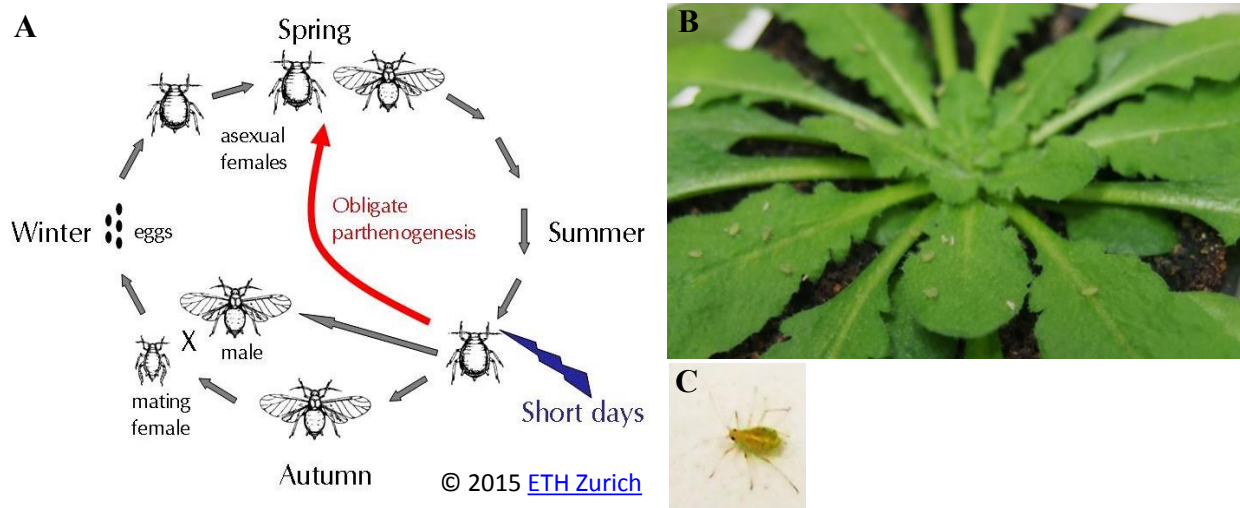 A
Spring
asexual
females
Obligate
parthenogenesis
Winter
eggs
Summer
X
male
mating
female
Short days
Autumn
© 2015 ETH Zurich
B
C